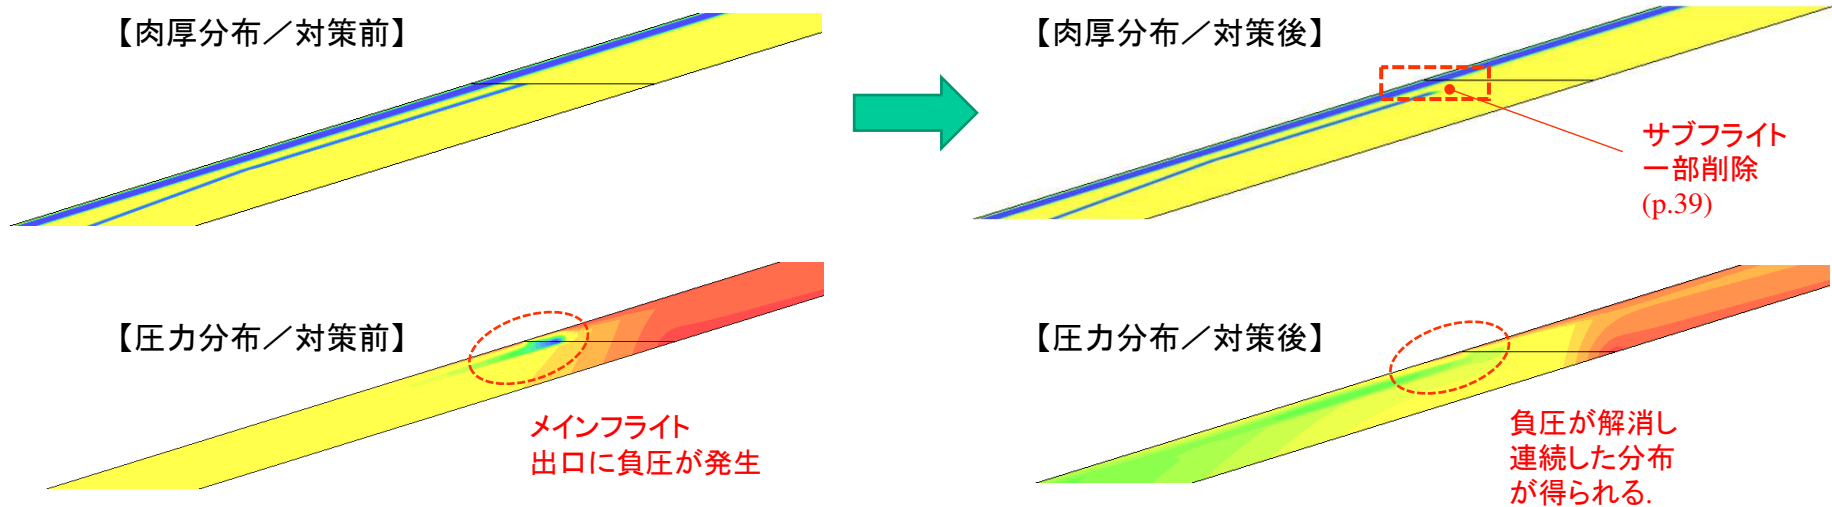 【肉厚分布／対策前】
【肉厚分布／対策後】
サブフライト
一部削除
(p.39)
【圧力分布／対策前】
【圧力分布／対策後】
メインフライト
出口に負圧が発生
負圧が解消し
連続した分布
が得られる.